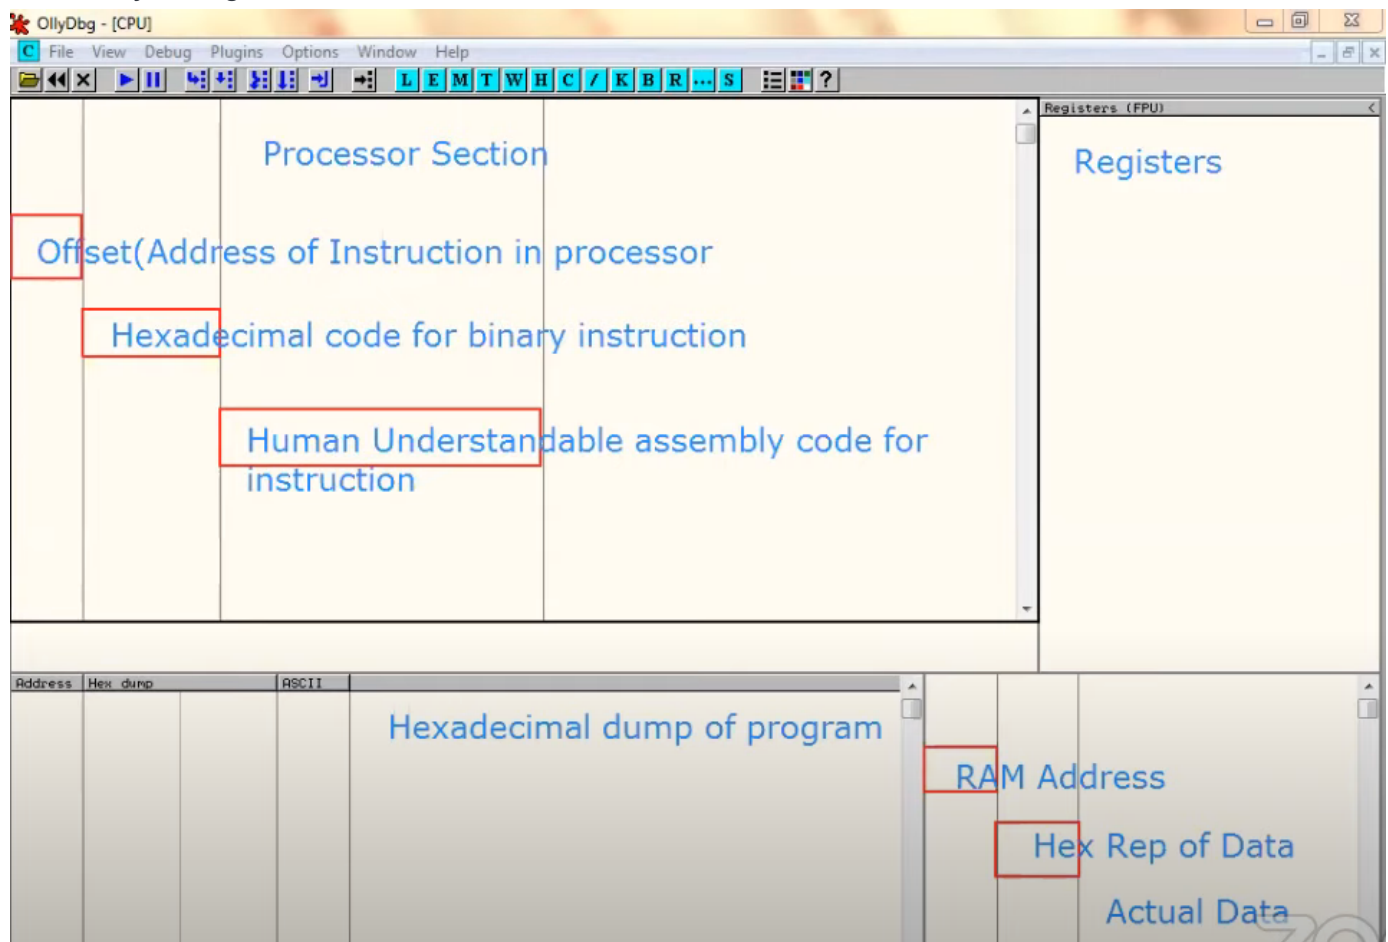 OllyDbg - [CPU]
C File View Debug Plugins Options Window Help
L E M T W H C / K B R ... S ?
Registers (FPU) <
Processor Section
Registers
Offset(Address of Instruction in processor
Hexadecimal code for binary instruction
Human Understandable assembly code for
instruction
Address Hex dump ASCII
Hexadecimal dump of program
RAM Address
Hex Rep of Data
Actual Data